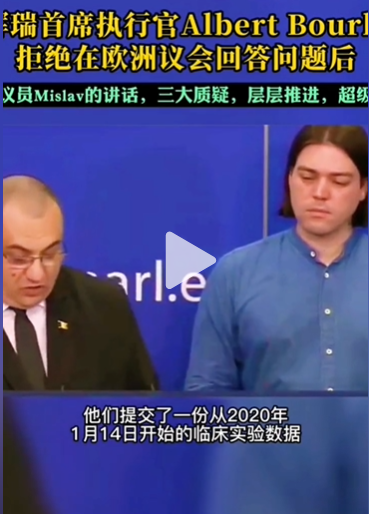 瑞首席执行官Albert Bourl
拒绝在欧洲议会回答问题后
议员Mislav的讲话，三大质疑，层层推进，超级
arl.e
他们提交了一份从2020年
1月14日开始的临床实验数据